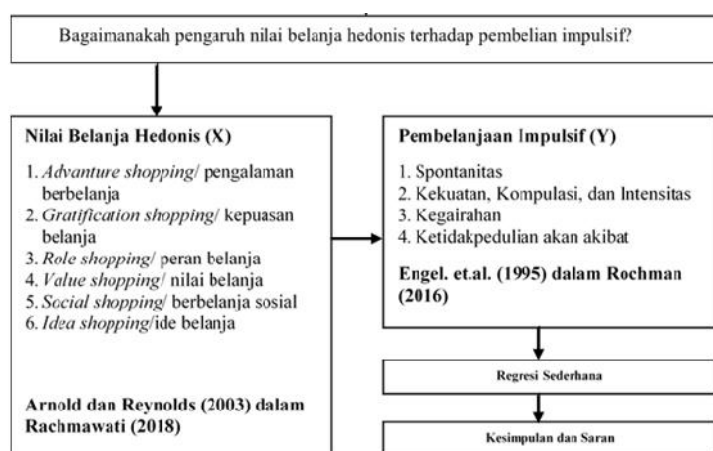 Bagaimanakah pengaruh nilai belanja hedonis terhadap pembelian impulsif?
Nilai Belanja Hedonis (X)
1. Advanture shopping/ pengalaman
berbelanja
2. Gratification shopping/ kepuasan
belanja
3. Role shopping/ peran belanja
4. Value shopping/ nilai belanja
5. Social shopping/ berbelanja sosial
6. Idea shopping/ide belanja
Arnold dan Reynolds (2003) dalam
Rachmawati (2018)
Pembelanjaan Impulsif (Y)
1. Spontanitas
2. Kekuatan, Kompulasi, dan Intensitas
3. Kegairahan
4. Ketidakpedulian akan akibat
Engel. et.al. (1995) dalam Rochman
(2016)
Regresi Sederhana
Kesimpulan dan Saran